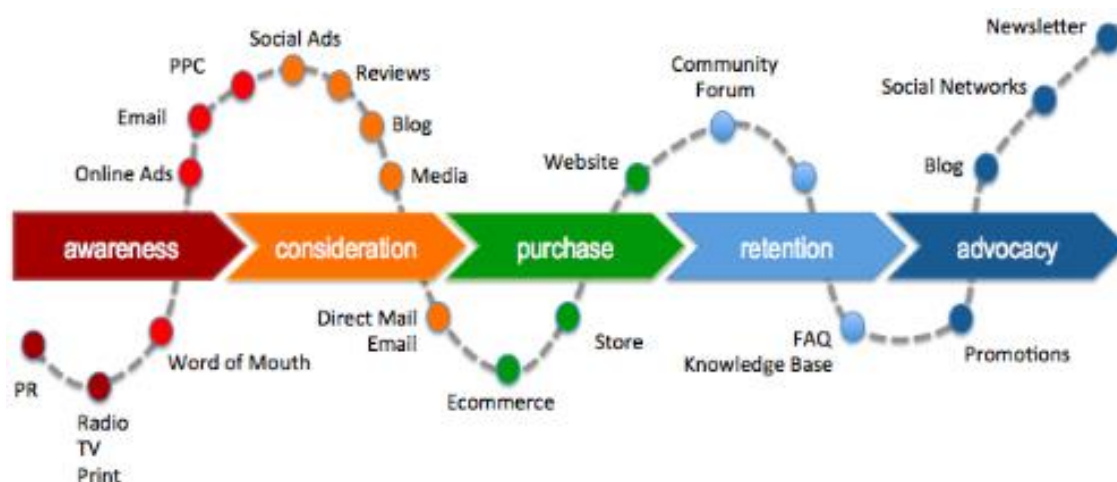 Social Ads
PPC
Reviews
Email
Blog
Online Ads
Media
Community
Forum
Website
Newsletter
Social Networks
Blog
awareness
consideration
purchase
retention
advocacy
PR
Radio
TV
Print
Word of Mouth
Direct Mail
Email
Ecommerce
Store
FAQ
Knowledge Base
Promotions